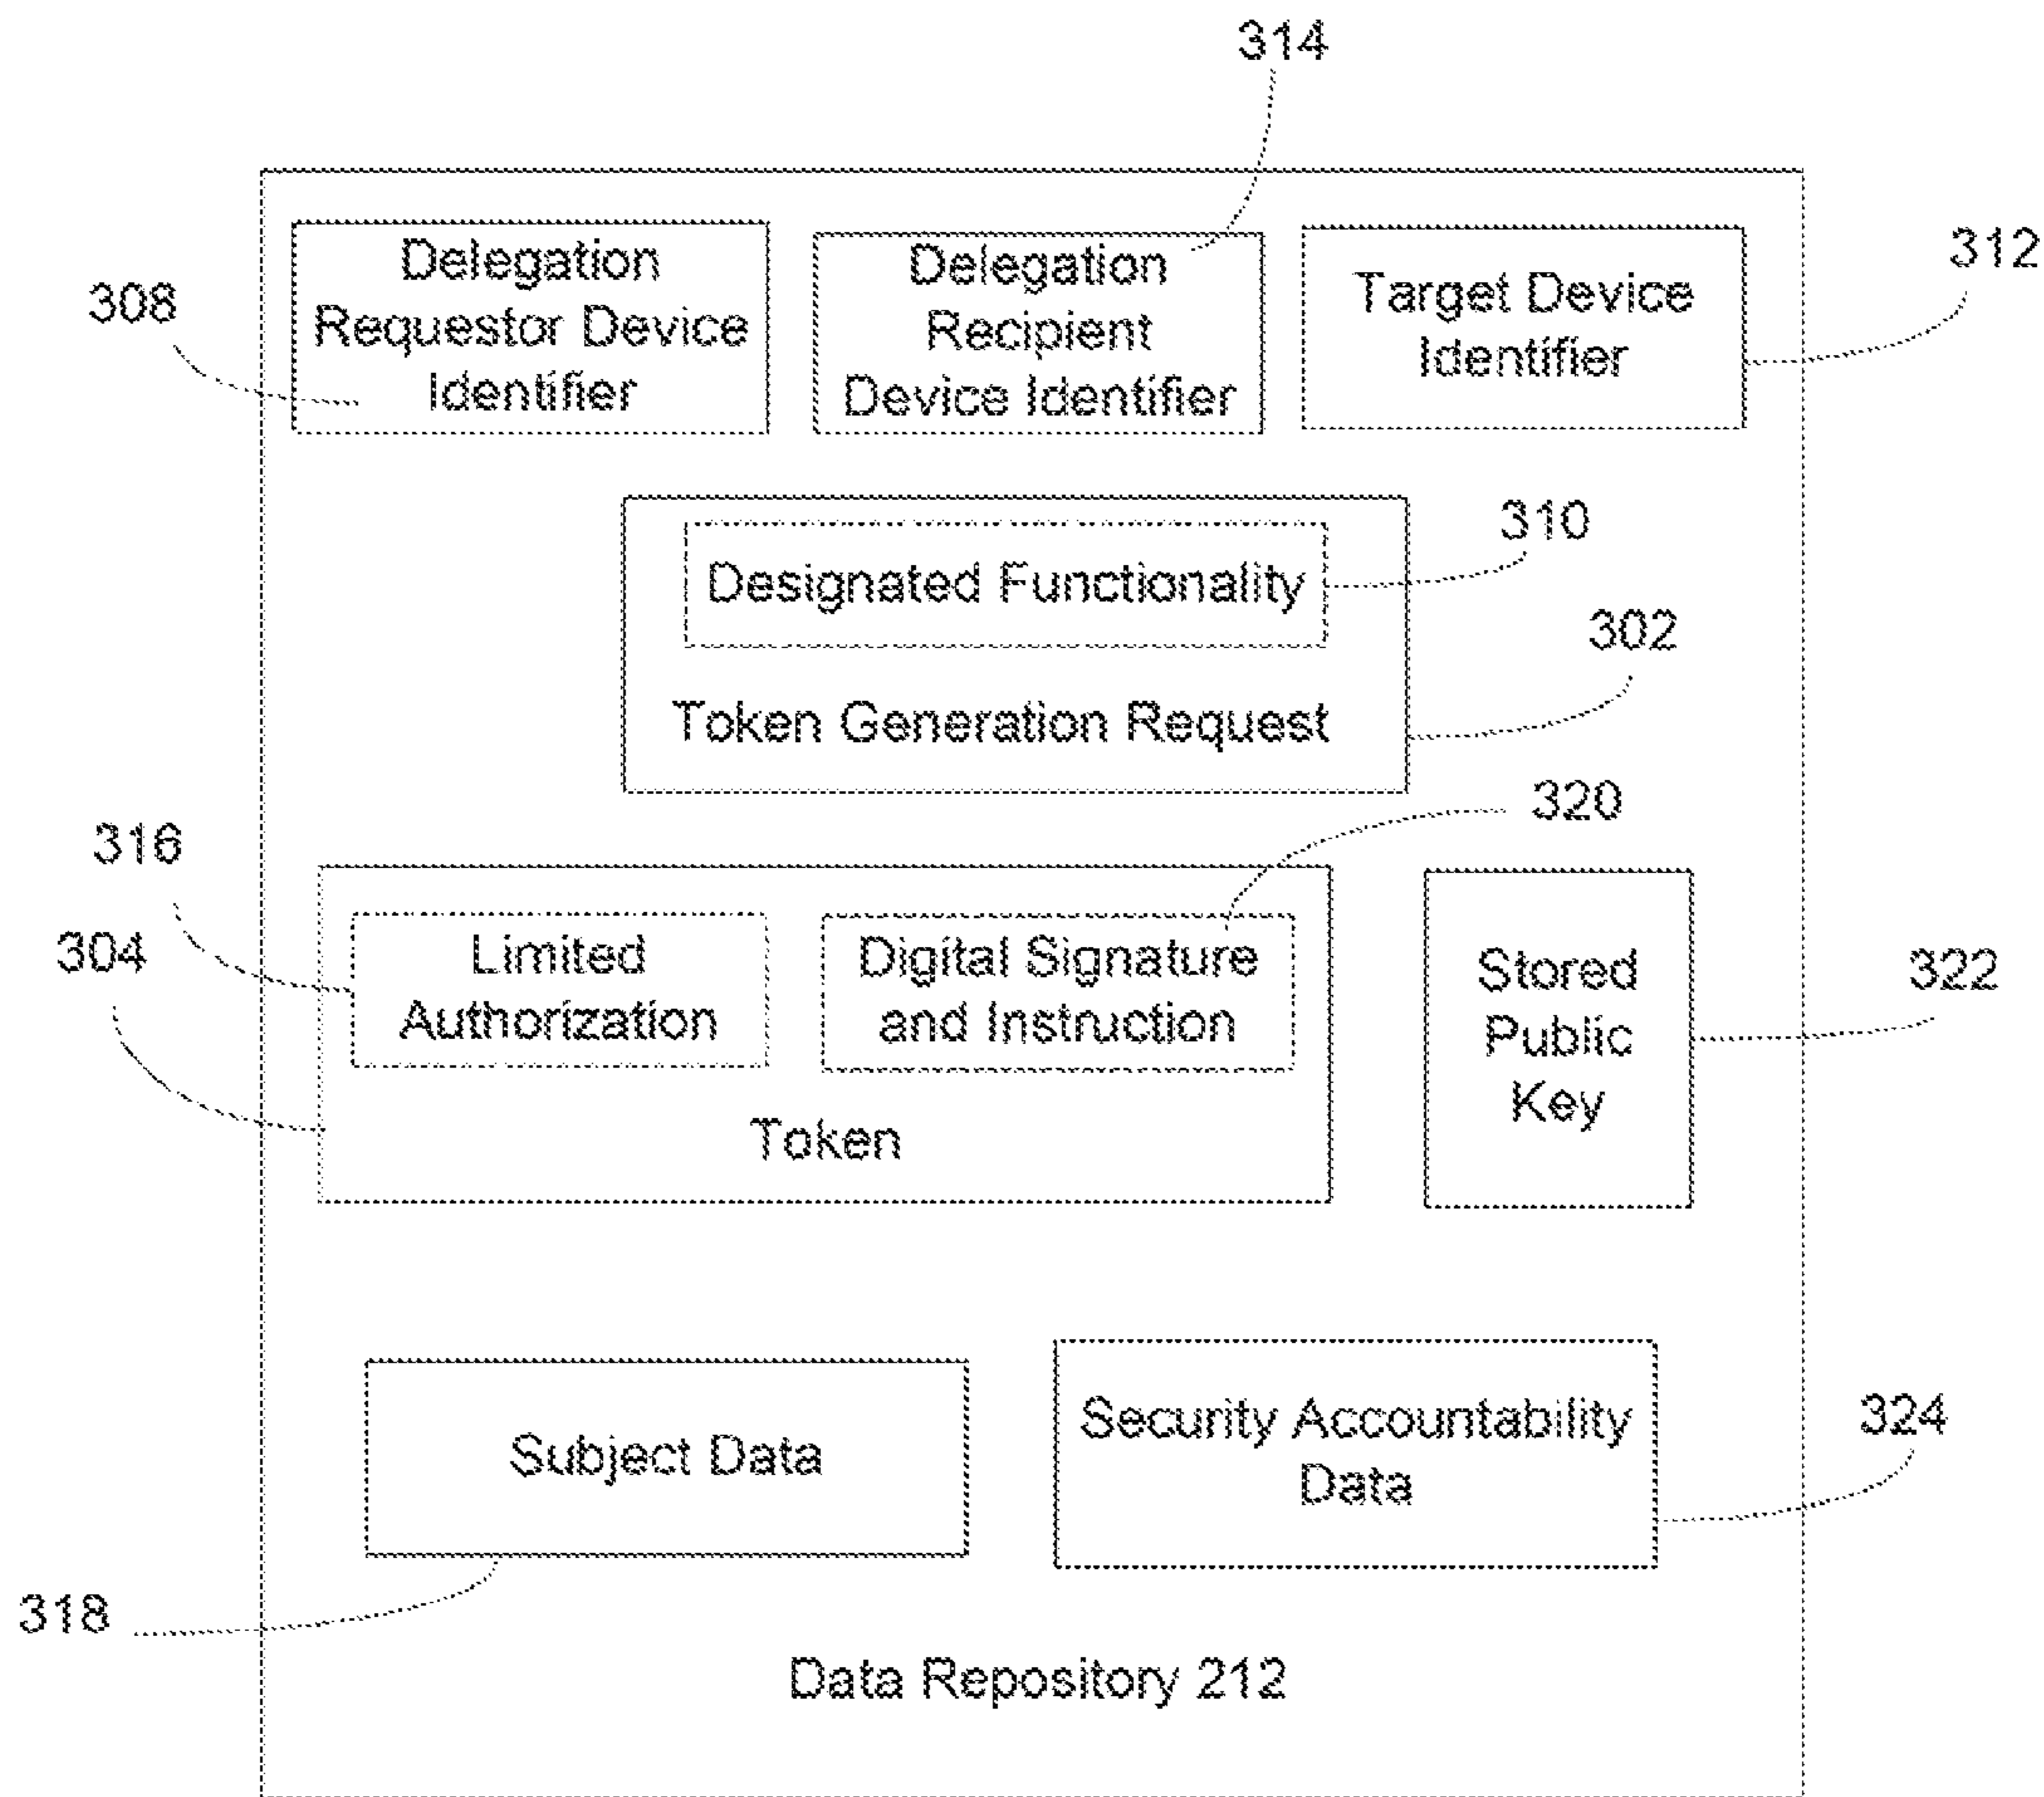 314
Delegation
Requestor Device
Identifier
Delegation
Recipient
Device Identifier
Target Device
Identifier
312
308
Designated Functionality
310
302
Token Generation Request
320
316
304
Limited
Authorization
Digital Signature
and Instruction
Token
Stored
Public
Key
322
Subject Data
Security Accountability
Data
324
318
Data Repository 212